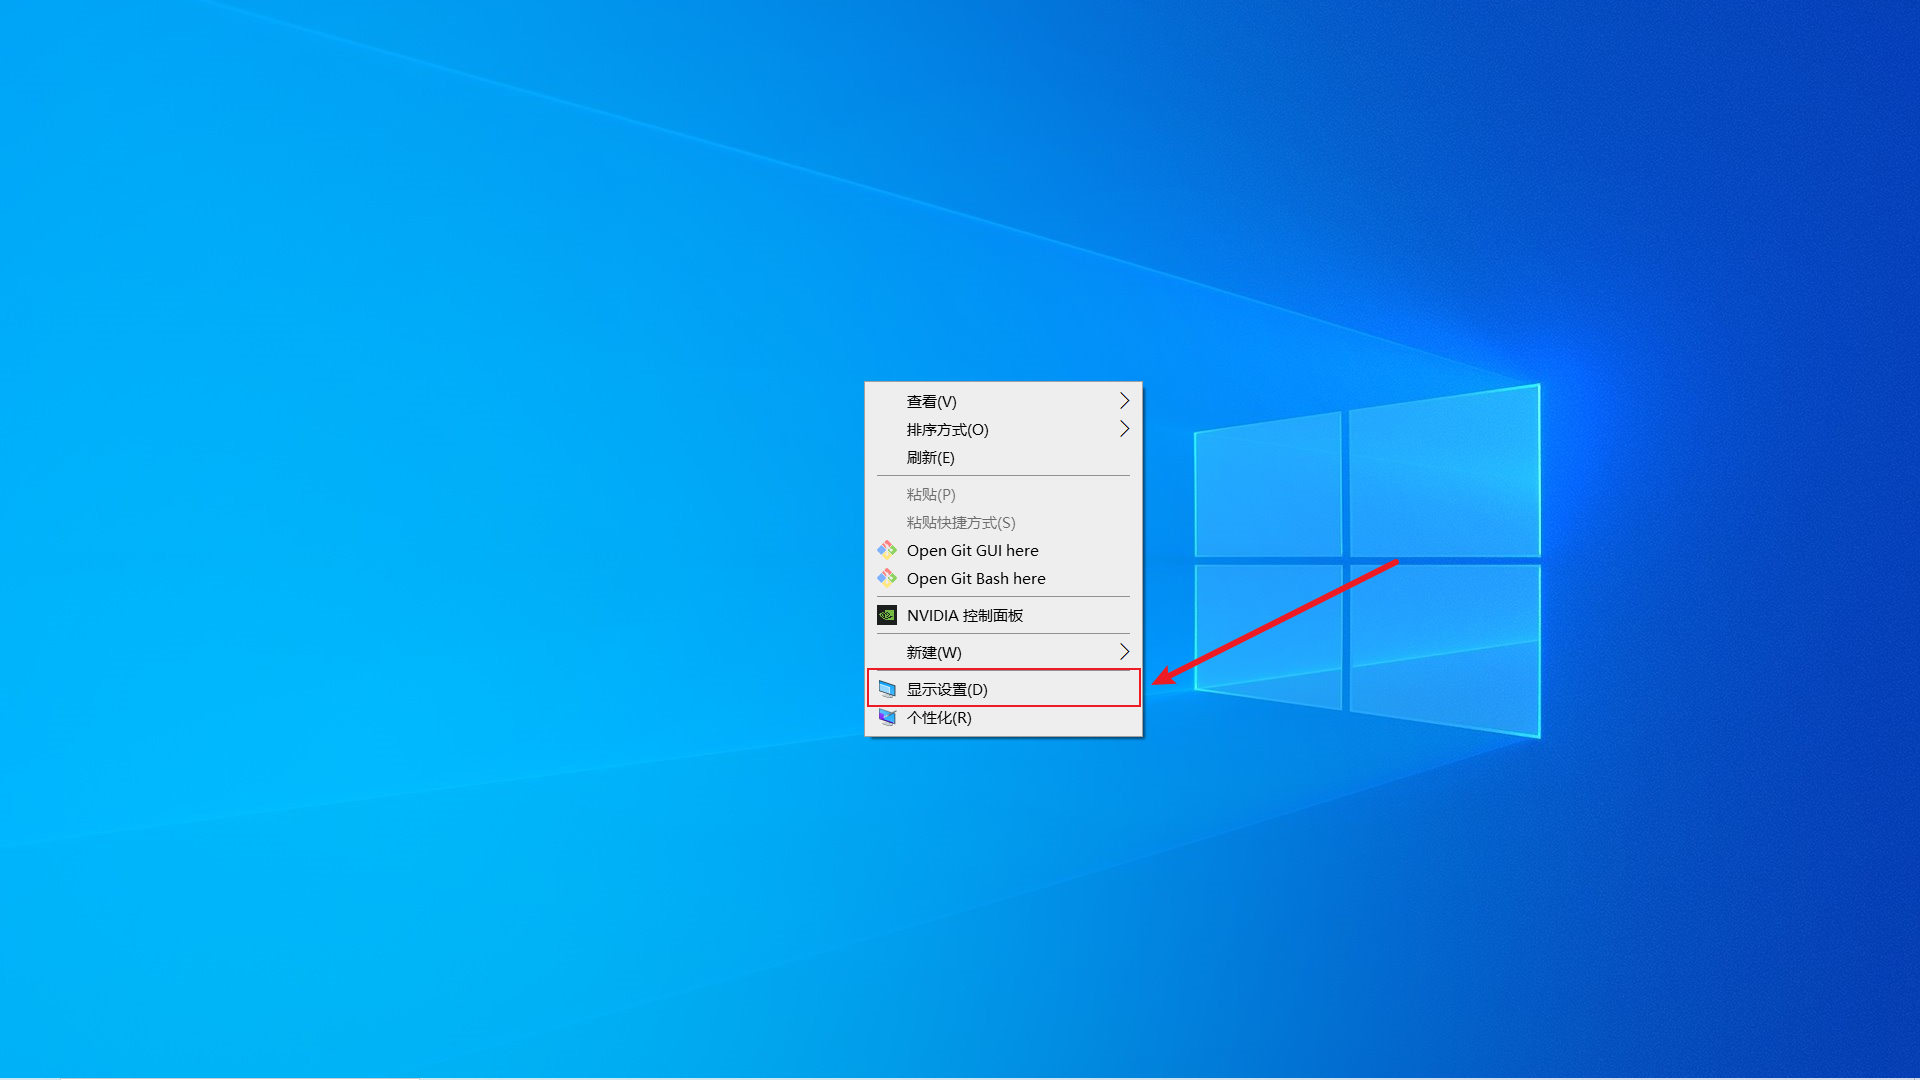 查看(V)
排序方式(O)
刷新(E)
粘贴(P)
粘贴快捷方式(S)
Open Git GUI here
Open Git Bash here
NVIDIA 控制面板
新建(W)
显示设置(D)
个性化(R)